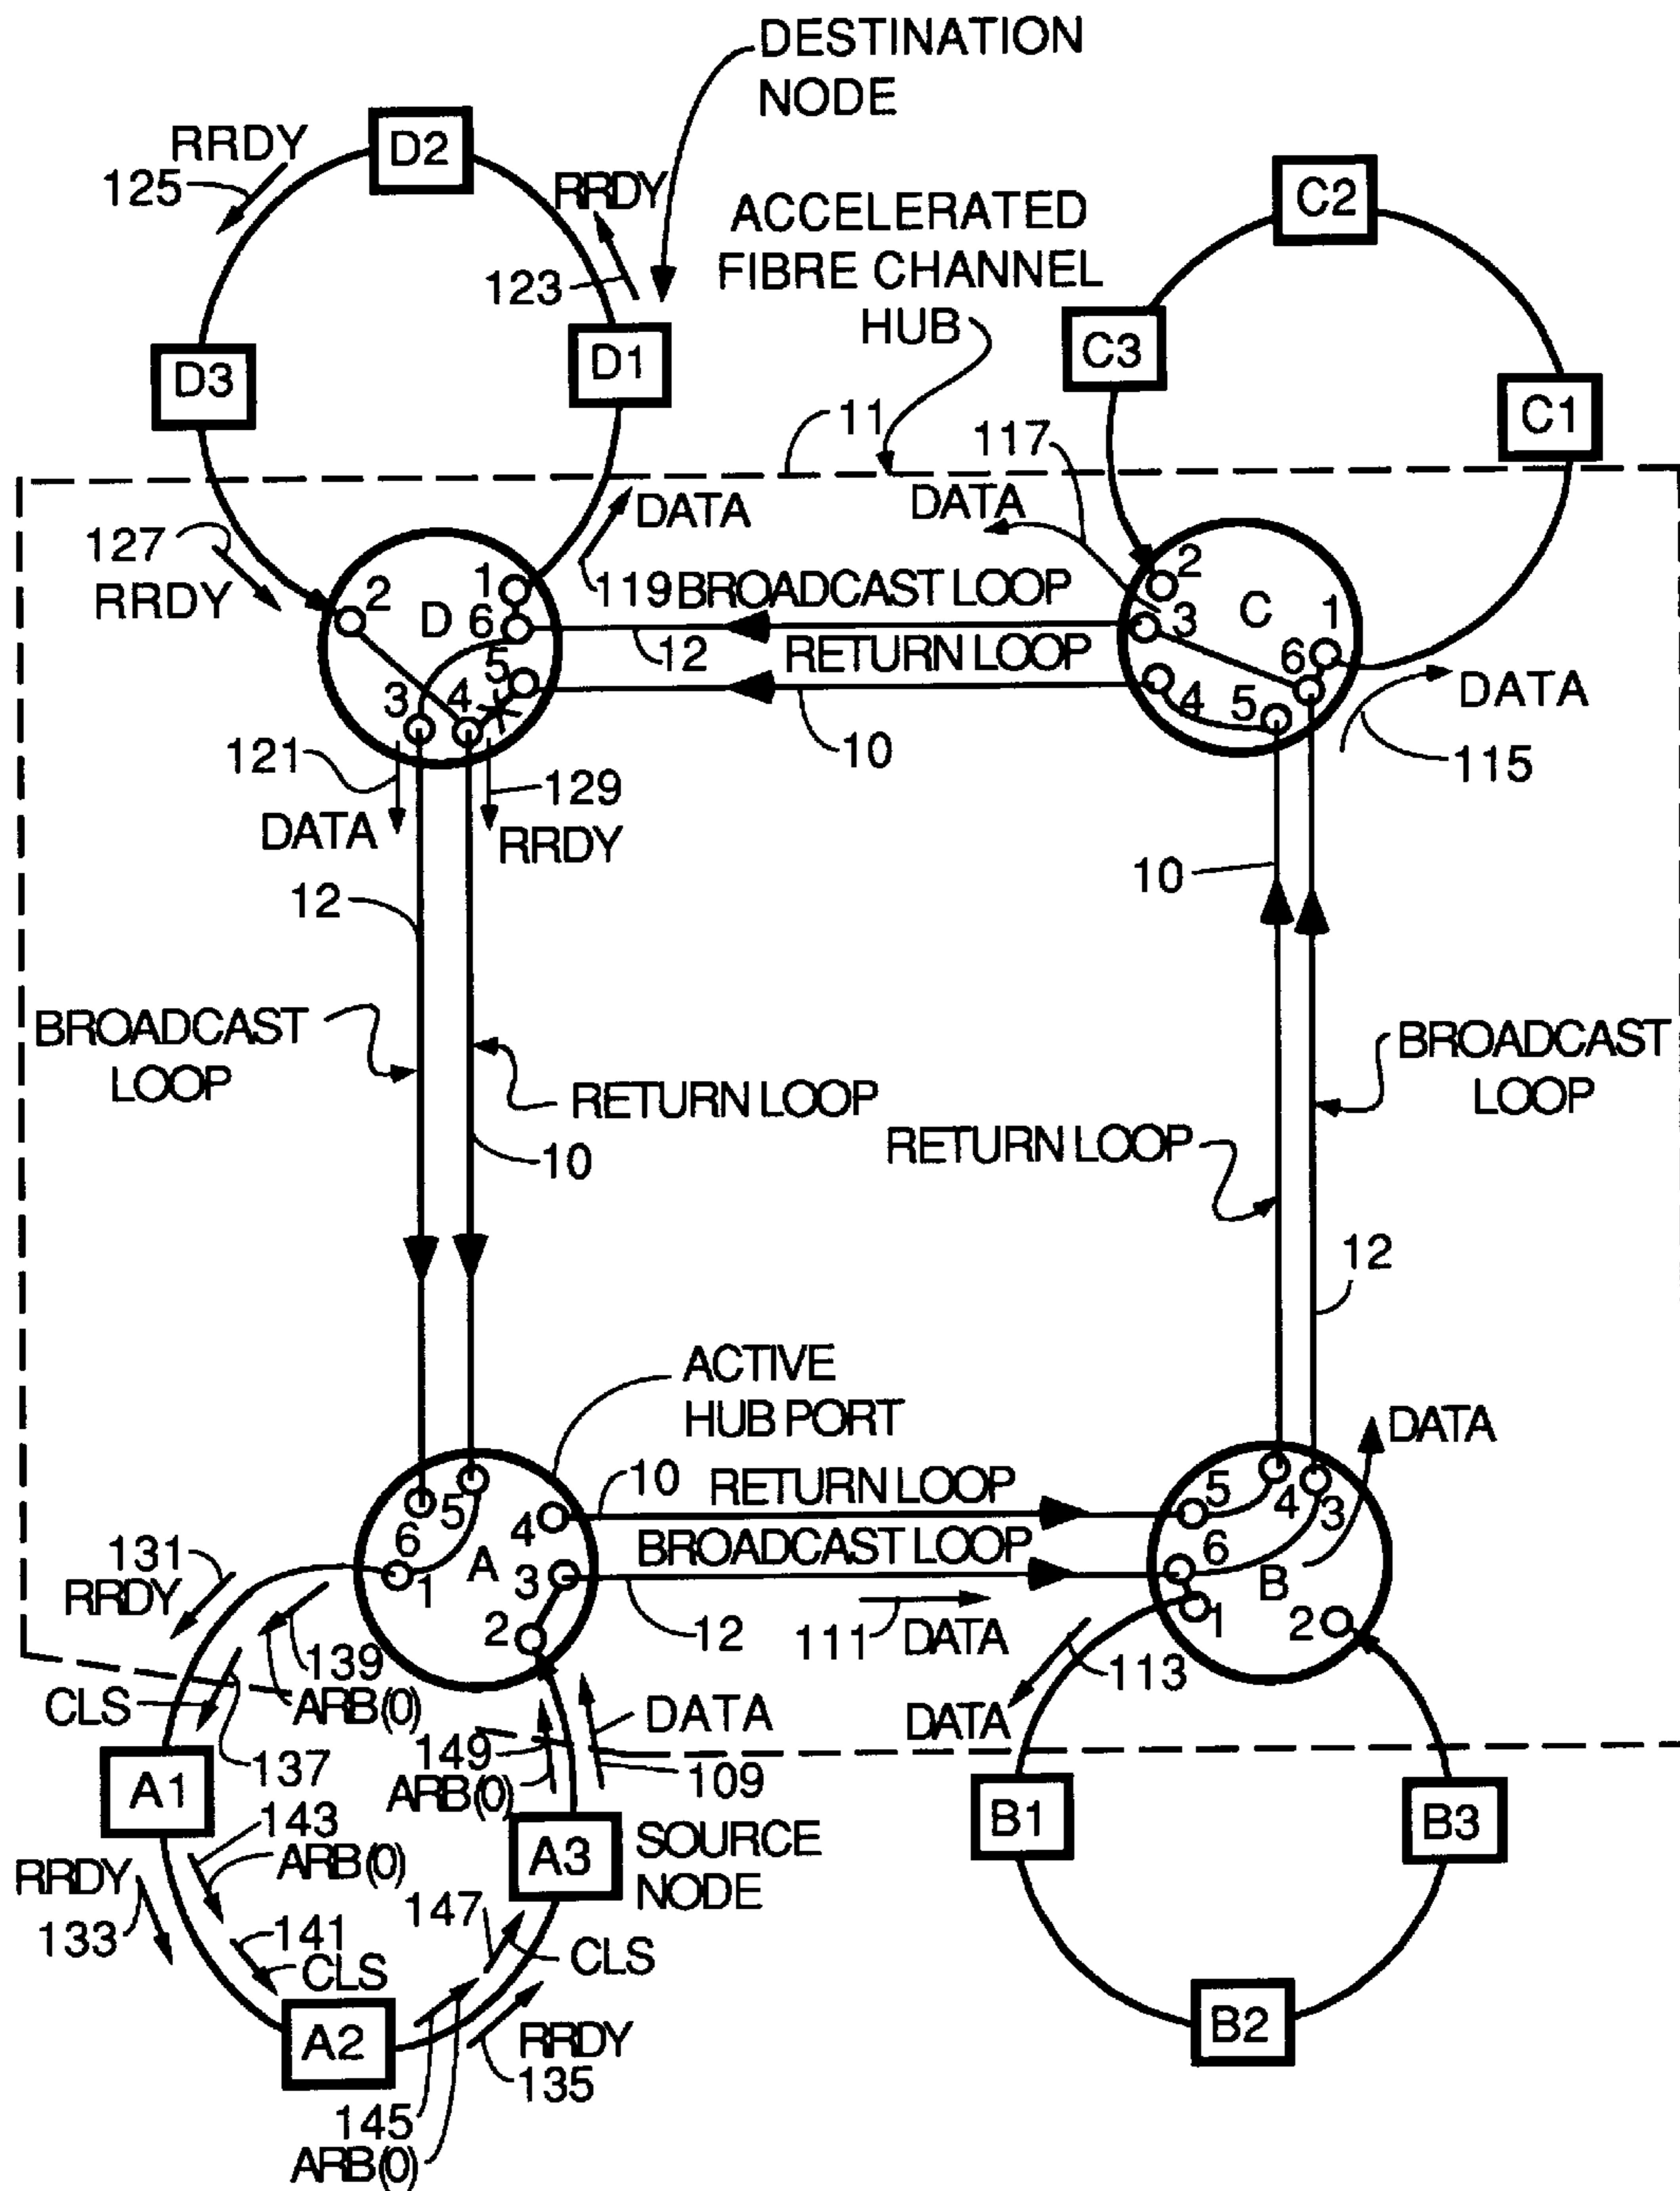 DESTINATION
NODE
D2
RRDY
125
RRDY
123
ACCELERATED
FIBRE CHANNEL
HUB
C2
C3
C1
D3
D1
11
117
DATA
DATA
127
RRDY
119
BROADCAST LOOP
12
RETURN LOOP
10
2
1
D
6
5
3
4
2
3
C
1
6
4
5
DATA
115
121
DATA
129
RRDY
12
10
BROADCAST
LOOP
RETURN LOOP
10
BROADCAST
LOOP
RETURN LOOP
12
ACTIVE
HUB PORT
DATA
10
RETURN LOOP
BROADCAST LOOP
12
111
DATA
6
5
4
1
A
3
2
5
4
3
6
B
1
2
131
RRDY
139
ARB(0)
CLS
137
113
DATA
DATA
109
149
ARB(0)
A1
143
ARB(0)
RRDY
133
141
CLS
A3
SOURCE
NODE
147
CLS
A2
RRDY
135
145
ARB(0)
B1
B3
B2